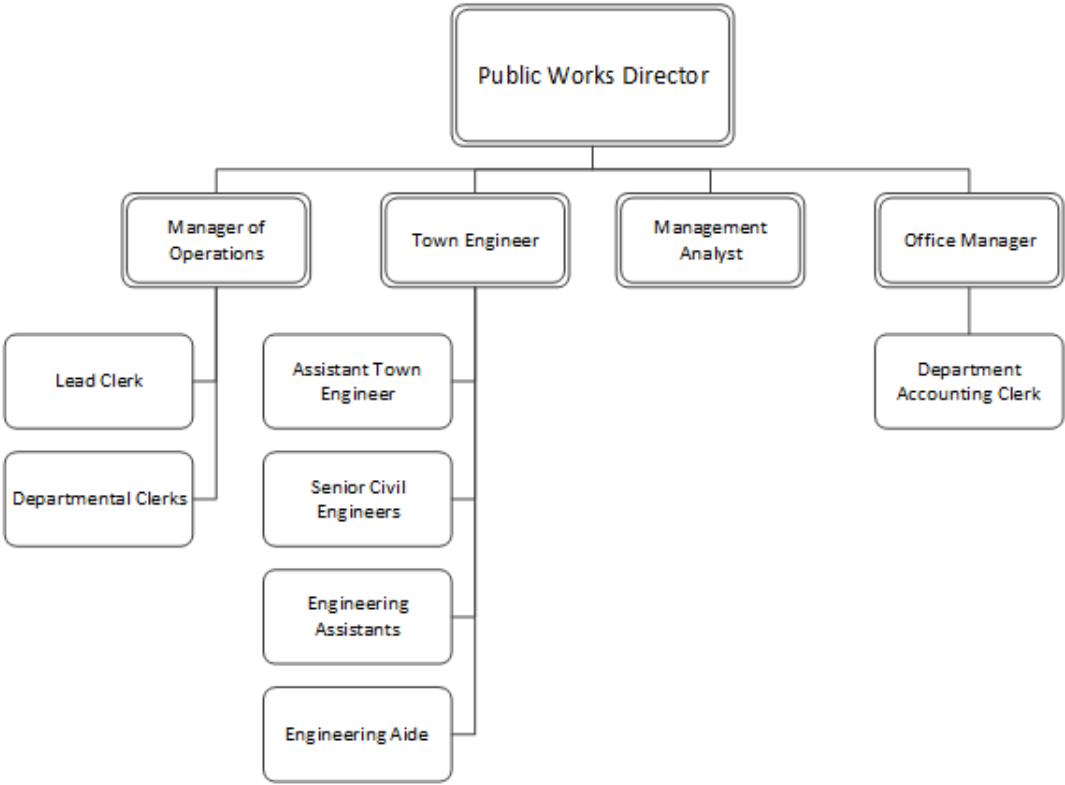 Public Works Director
Manager of
Operations
Town Engineer
Management
Analyst
Office Manager
Lead Clerk
Assistant Town
Engineer
Department
Accounting Clerk
Departmental Clerks
Senior Civil
Engineers
Engineering
Assistants
Engineering Aide